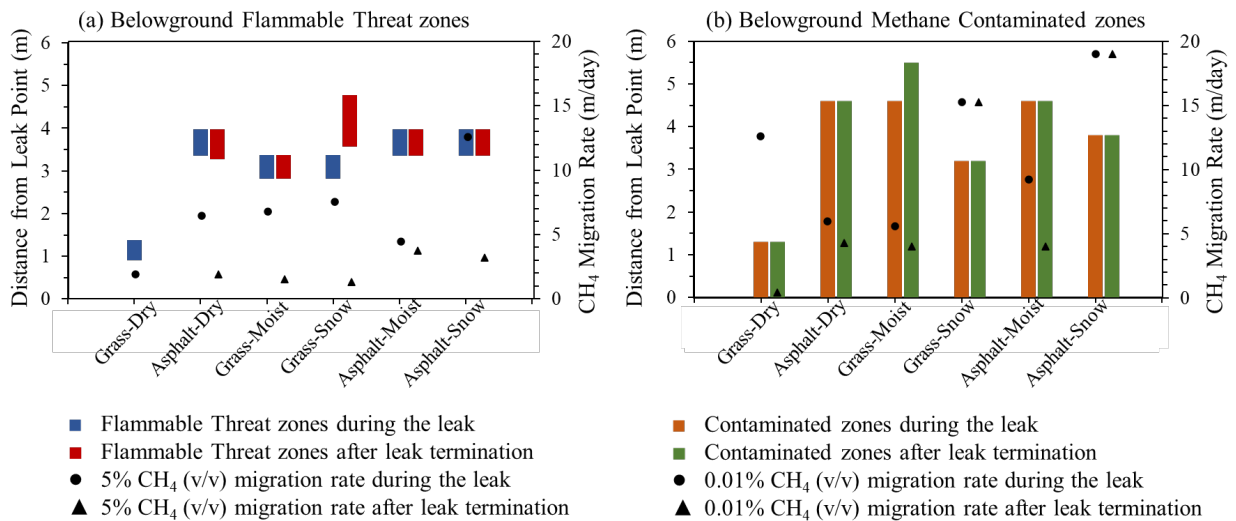 (a) Belowground Flammable Threat zones
Distance from Leak Point (m)
6
5
4
3
2
1
0
20
15
10
5
0
CH₄ Migration Rate (m/day)
Grass-Dry
Asphalt-Dry
Grass-Moist
Grass-Snow
Asphalt-Moist
Asphalt-Snow
Flammable Threat zones during the leak
Flammable Threat zones after leak termination
5% CH₄ (v/v) migration rate during the leak
5% CH₄ (v/v) migration rate after leak termination
(b) Belowground Methane Contaminated zones
Distance from Leak Point (m)
6
5
4
3
2
1
0
20
15
10
5
0
CH₄ Migration Rate (m/day)
Grass-Dry
Asphalt-Dry
Grass-Moist
Grass-Snow
Asphalt-Moist
Asphalt-Snow
Contaminated zones during the leak
Contaminated zones after leak termination
0.01% CH₄ (v/v) migration rate during the leak
0.01% CH₄ (v/v) migration rate after leak termination